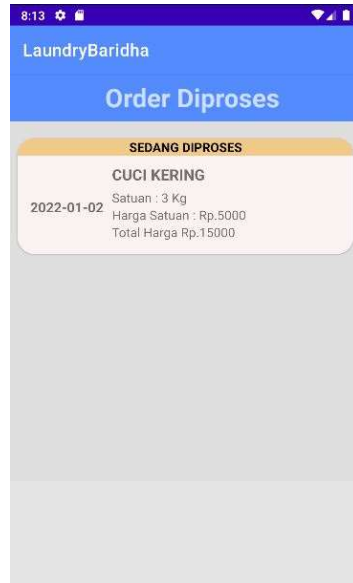 8:13
LaundryBaridha
Order Diproses
SEDANG DIPROSES
CUCI KERING
2022-01-02
Satuan : 3 Kg
Harga Satuan : Rp.5000
Total Harga Rp.15000